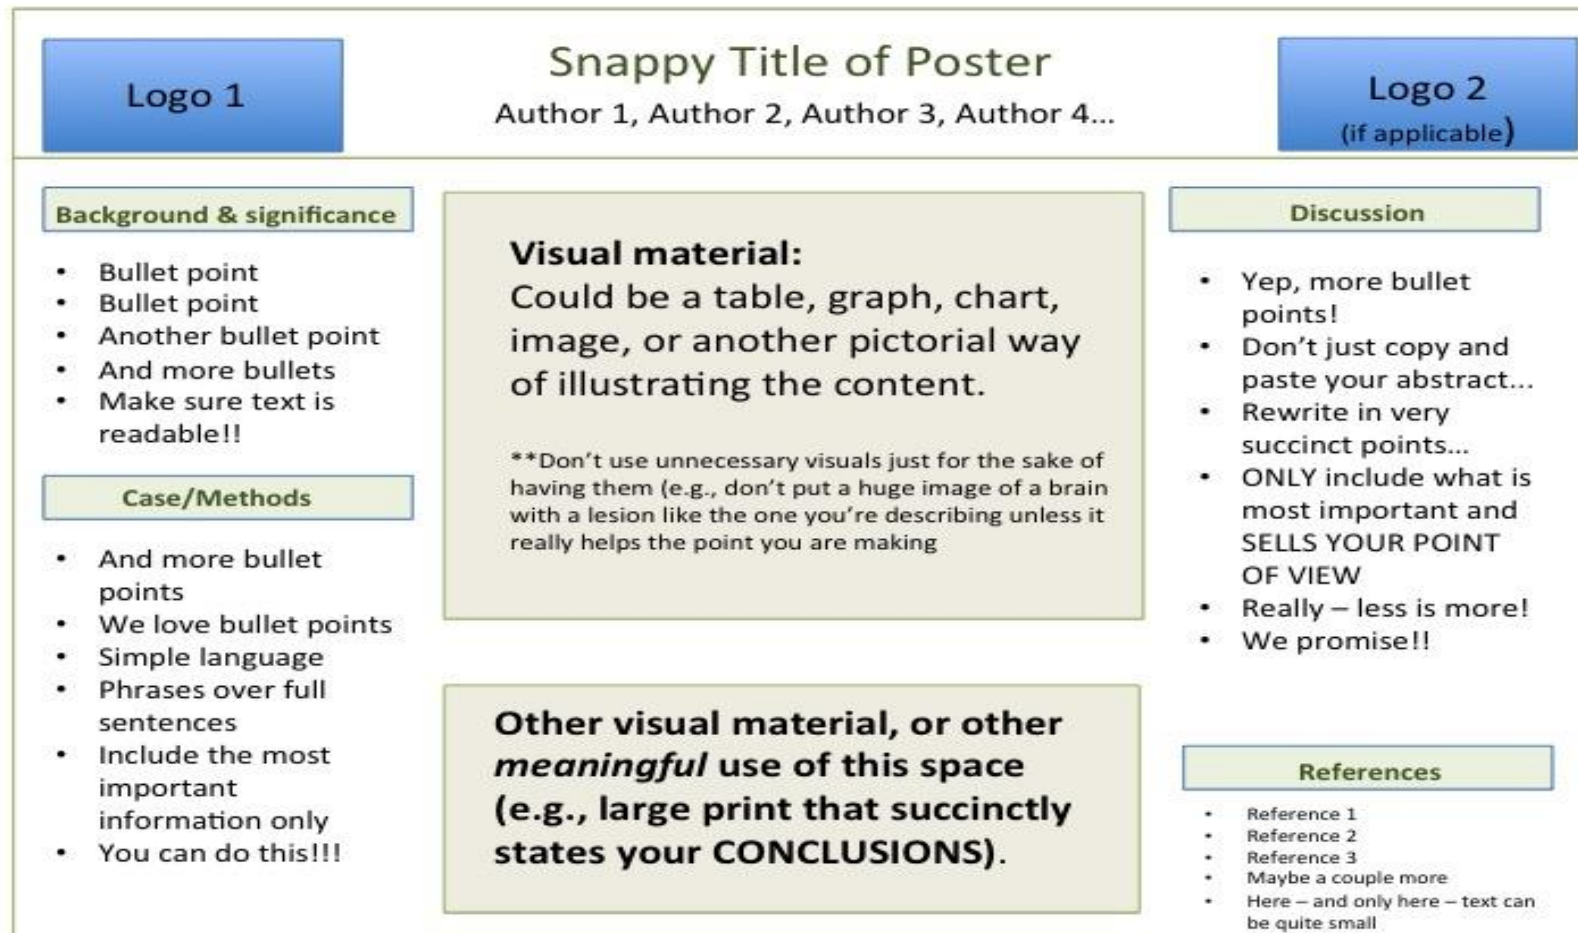 Logo 1
Snappy Title of Poster
Author 1, Author 2, Author 3, Author 4...
Logo 2
(if applicable)
Background & significance
• Bullet point
• Bullet point
• Another bullet point
• And more bullets
• Make sure text is
readable!!
Case/Methods
• And more bullet
points
• We love bullet points
• Simple language
• Phrases over full
sentences
• Include the most
important
information only
• You can do this!!!
Visual material:
Could be a table, graph, chart,
image, or another pictorial way
of illustrating the content.
**Don’t use unnecessary visuals just for the sake of
having them (e.g., don’t put a huge image of a brain
with a lesion like the one you’re describing unless it
really helps the point you are making
Other visual material, or other
meaningful use of this space
(e.g., large print that succinctly
states your CONCLUSIONS).
Discussion
• Yep, more bullet
points!
• Don’t just copy and
paste your abstract...
• Rewrite in very
succinct points...
• ONLY include what is
most important and
SELLS YOUR POINT
OF VIEW
• Really – less is more!
• We promise!!
References
• Reference 1
• Reference 2
• Reference 3
• Maybe a couple more
• Here – and only here – text can
be quite small